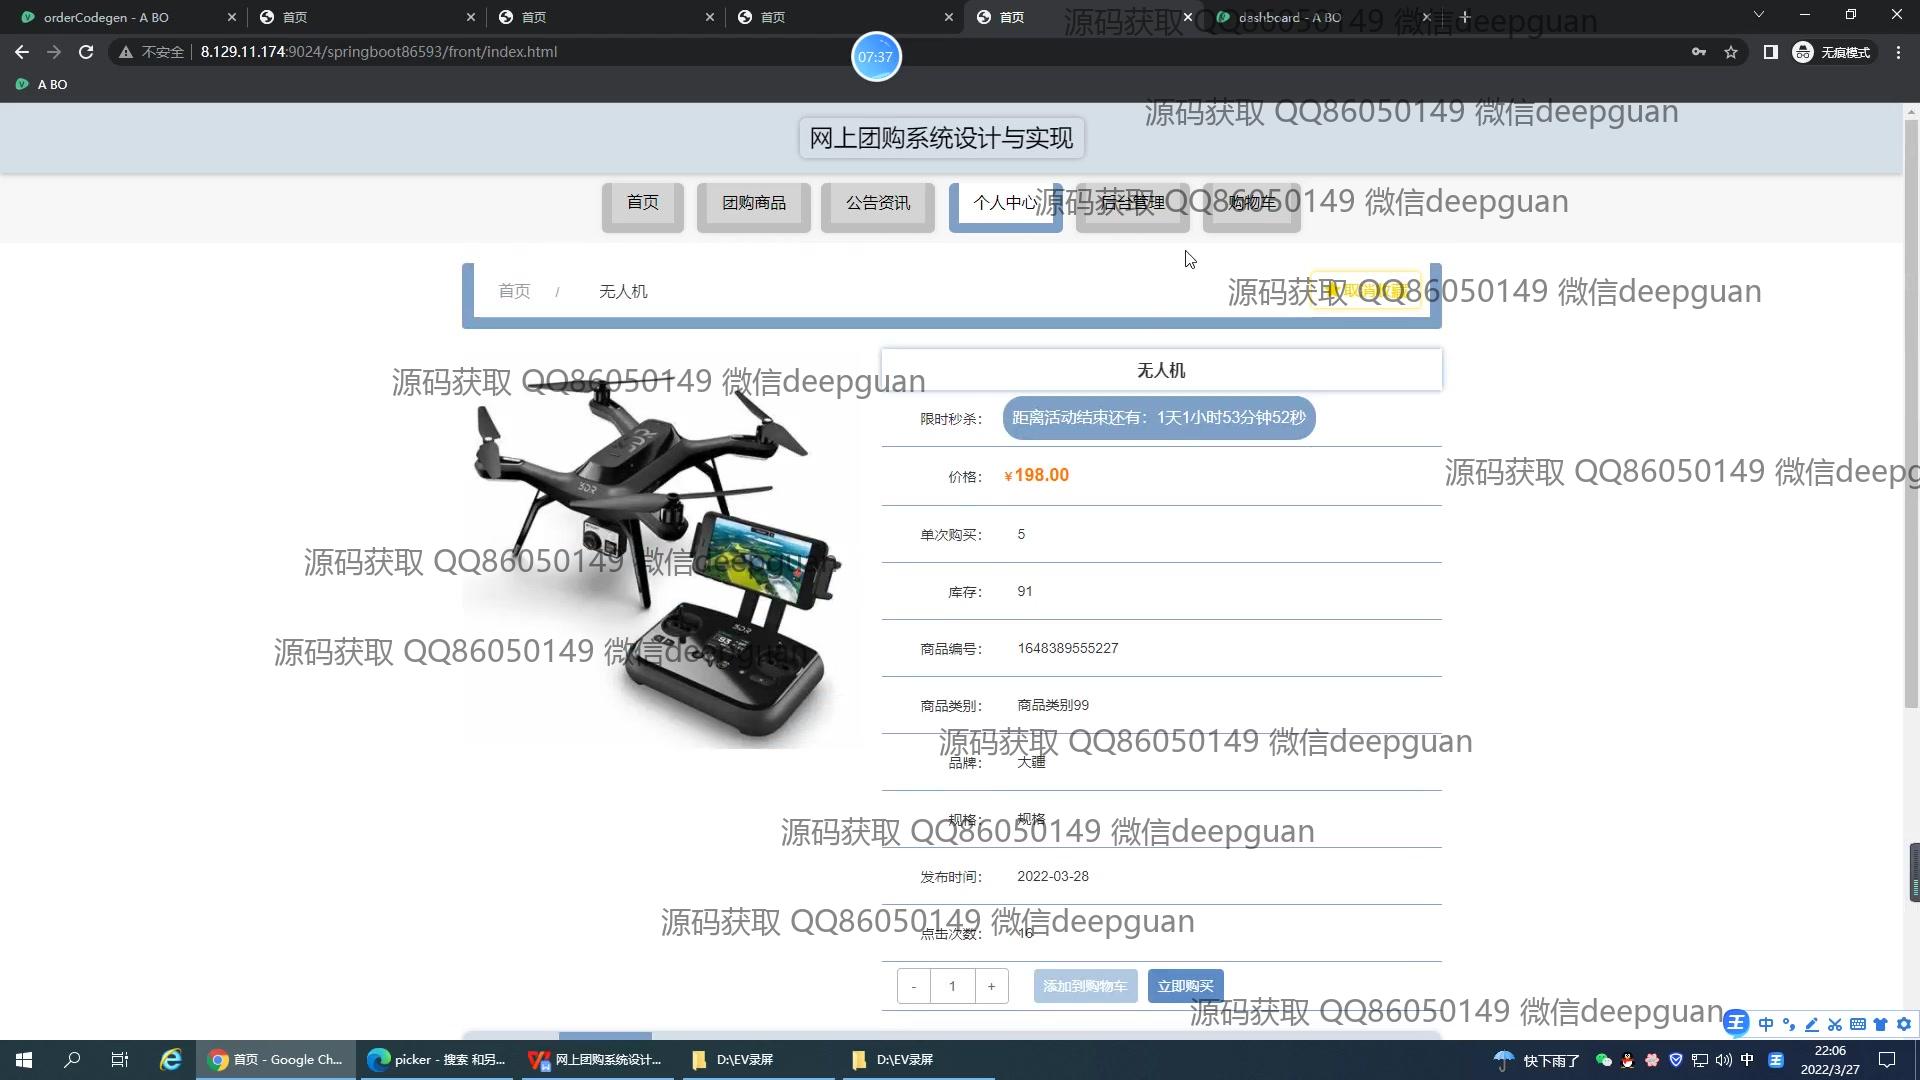 orderCodegen - A BO
首页
首页
首页
首页
dashboard - A BO
源码获取 QQ86050149 微信deepguan
不安全
8.129.11.174:9024/springboot86593/front/index.html
07:37
无痕模式
A BO
源码获取 QQ86050149 微信deepguan
网上团购系统设计与实现
首页
团购商品
公告资讯
个人中心
后台管理
购物车
源码获取 QQ86050149 微信deepguan
首页 / 无人机
取消收藏
源码获取 QQ86050149 微信deepguan
无人机
源码获取 QQ86050149 微信deepguan
3DR
限时秒杀： 距离活动结束还有：1天1小时53分钟52秒
价格： ¥198.00
源码获取 QQ86050149 微信deepg
单次购买： 5
源码获取 QQ86050149 微信deepguan
库存： 91
3DR
源码获取 QQ86050149 微信deepguan
商品编号： 1648389555227
商品类别： 商品类别99
源码获取 QQ86050149 微信deepguan
品牌： 大疆
规格： 规格
源码获取 QQ86050149 微信deepguan
发布时间： 2022-03-28
源码获取 QQ86050149 微信deepguan
点击次数： 16
- 1 +
添加到购物车
立即购买
源码获取 QQ86050149 微信deepguan
王 中
首页 - Google Ch...
picker - 搜索 和另...
网上团购系统设计...
D:\EV录屏
D:\EV录屏
快下雨了
中
王
22:06
2022/3/27